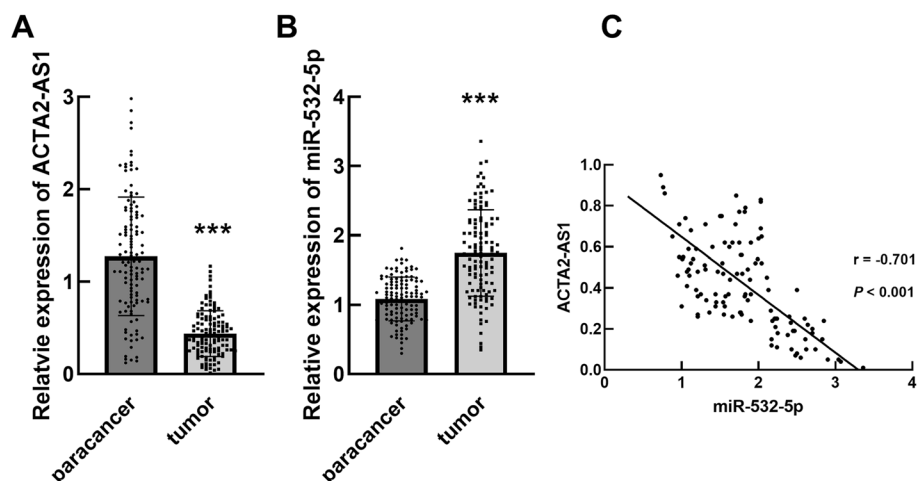 A
Relatvie expression of ACTA2-AS1
3
2
1
0
***
paracancer
tumor
B
Relative expression of miR-532-5p
4
3
2
1
0
***
paracancer
tumor
C
ACTA2-AS1
1.0
0.8
0.6
0.4
0.2
0.0
0
1
2
3
4
miR-532-5p
r = -0.701
P < 0.001